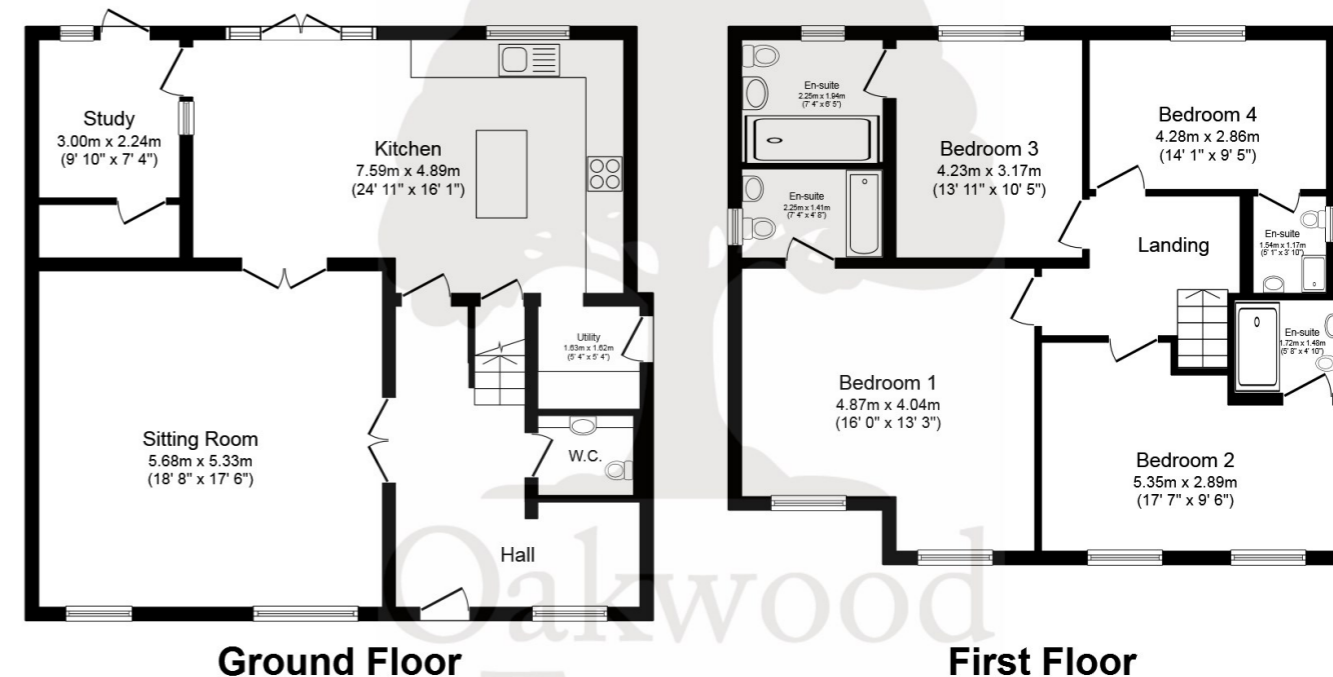 Study
3.00m x 2.24m
(9' 10" x 7' 4")
Kitchen
7.59m x 4.89m
(24' 11" x 16' 1")
Utility
1.63m x 1.62m
(5' 4" x 5' 4")
Sitting Room
5.68m x 5.33m
(18' 8" x 17' 6")
W.C.
Hall
Ground Floor
En-suite
2.25m x 1.94m
(7' 4" x 6' 5")
Bedroom 3
4.23m x 3.17m
(13' 11" x 10' 5")
Bedroom 4
4.28m x 2.86m
(14' 1" x 9' 5")
En-suite
2.25m x 1.41m
(7' 4" x 4' 8")
Landing
En-suite
1.54m x 1.17m
(5' 1" x 3' 10")
En-suite
1.72m x 1.48m
(5' 8" x 4' 10")
Bedroom 1
4.87m x 4.04m
(16' 0" x 13' 3")
Bedroom 2
5.35m x 2.89m
(17' 7" x 9' 6")
First Floor
Oakwood